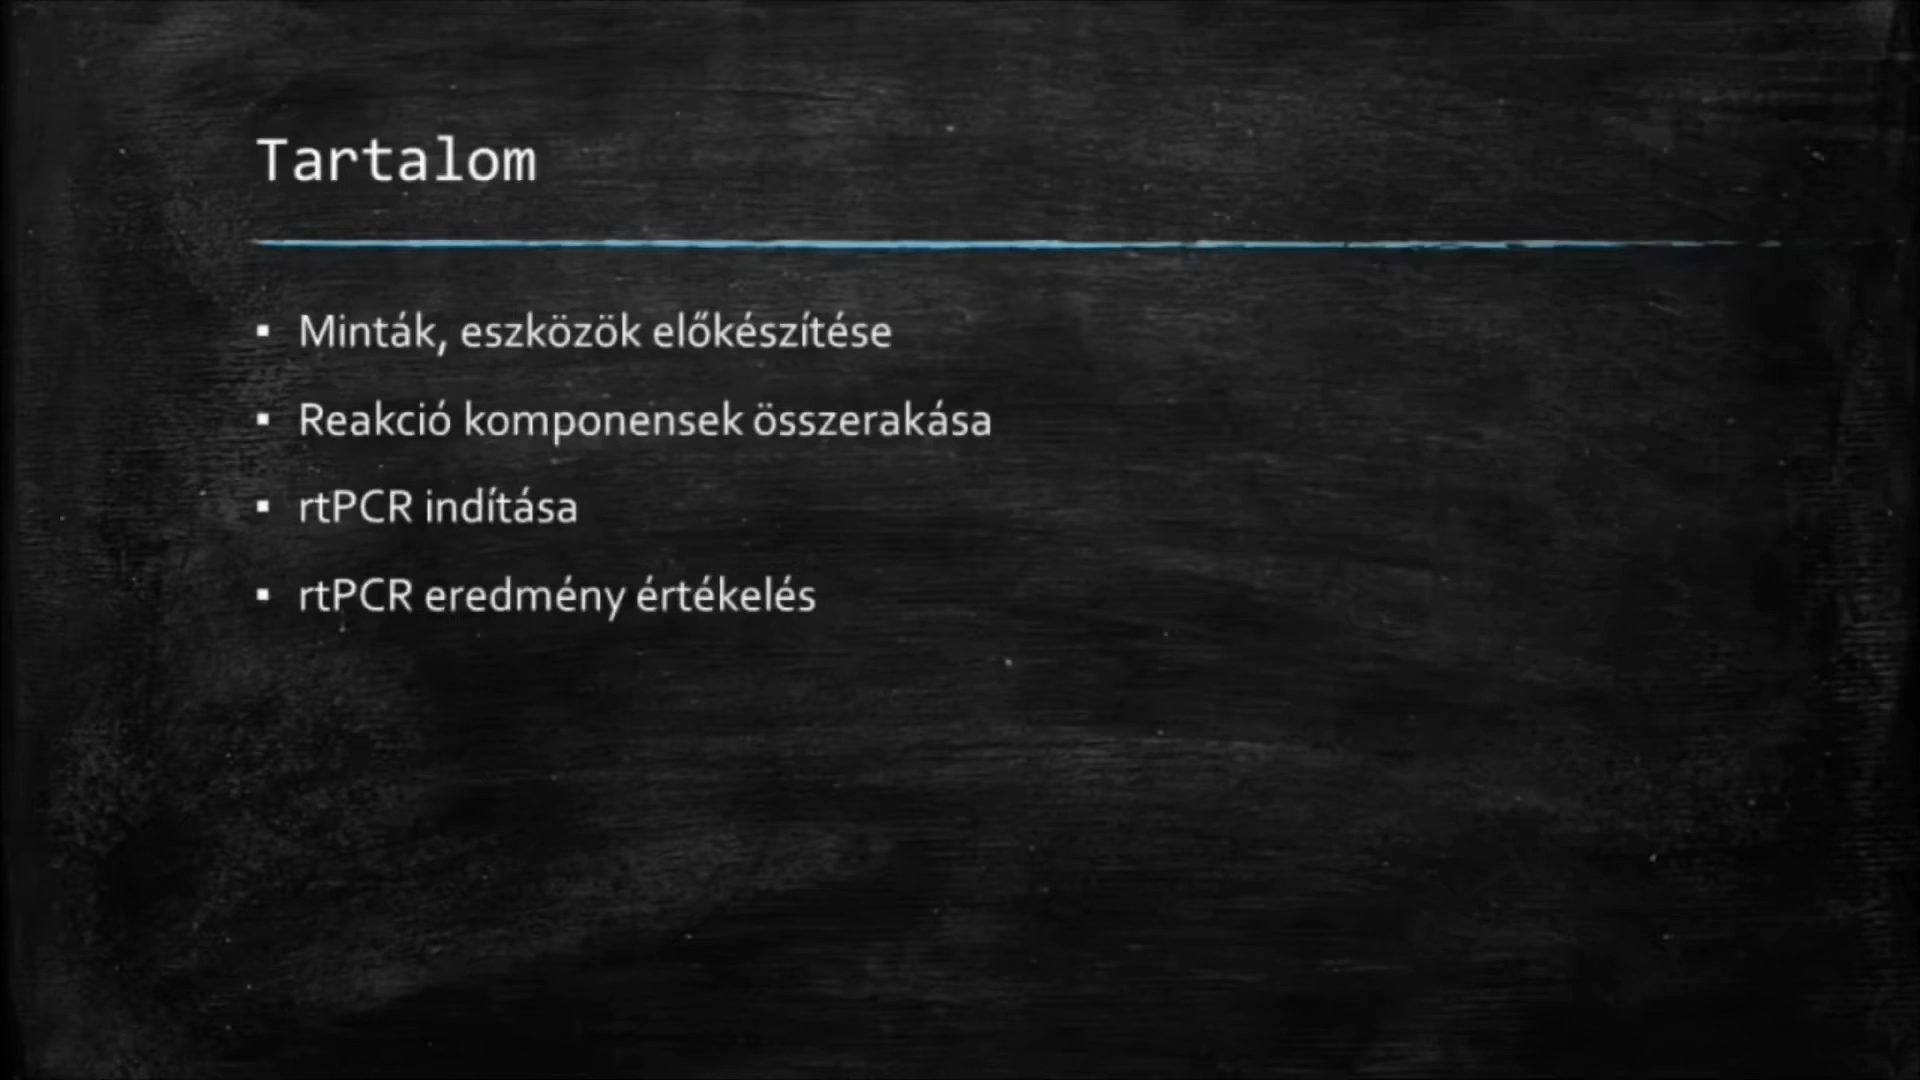 Tartalom
▪ Minták, eszközök előkészítése
▪ Reakció komponensek összerakása
▪ rtPCR indítása
▪ rtPCR eredmény értékelés